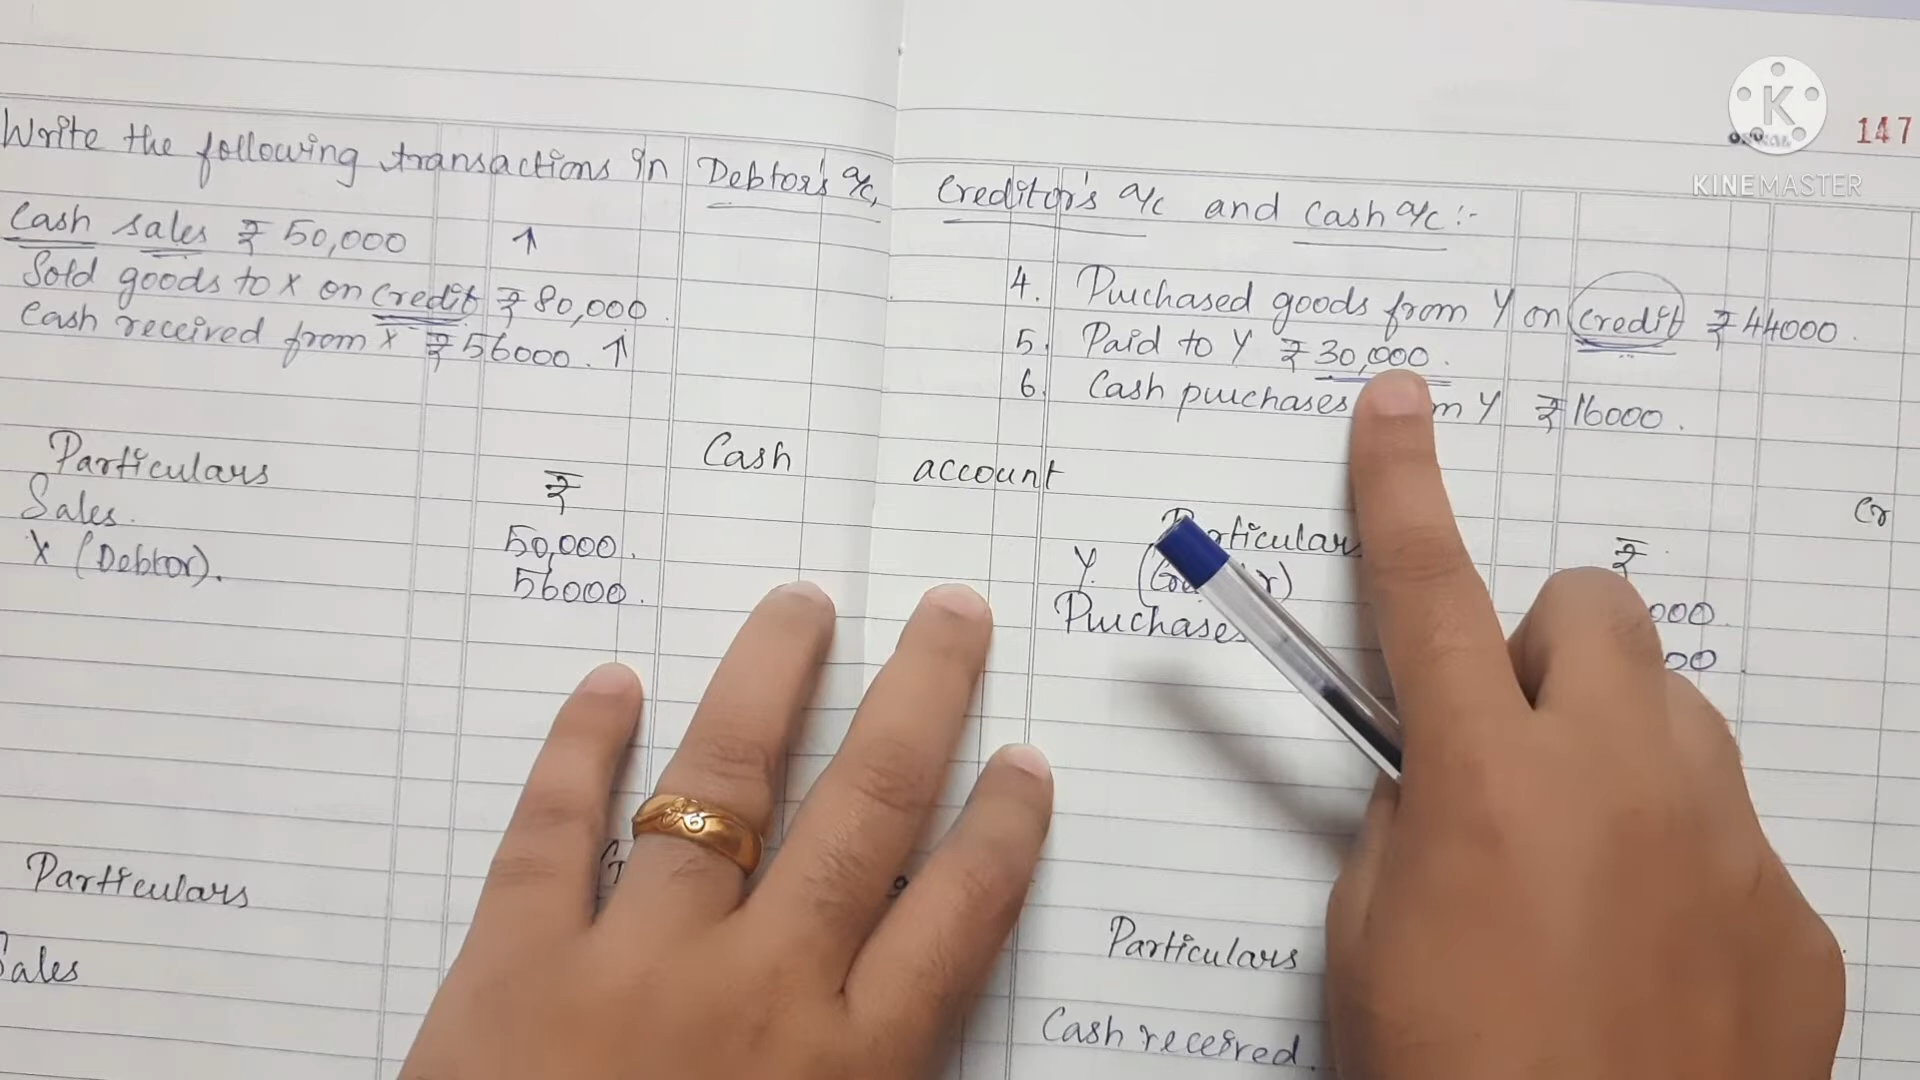 Write the following transactions in Debtor's a/c, Creditor's a/c and Cash a/c :-
Cash sales ₹ 50,000 ↑
Sold goods to X on credit ₹ 80,000.
Cash received from X ₹ 56000. ↑
4. Purchased goods from Y on credit ₹ 44000.
5. Paid to Y ₹ 30,000.
6. Cash purchases Y ₹ 16000.
Cash account
Cr
Particulars ₹
Sales. 50,000.
X (Debtor). 56000.
Particulars ₹
Y.
Purchases
Particulars
Sales
Particulars
Cash received.
K
KINEMASTER
147